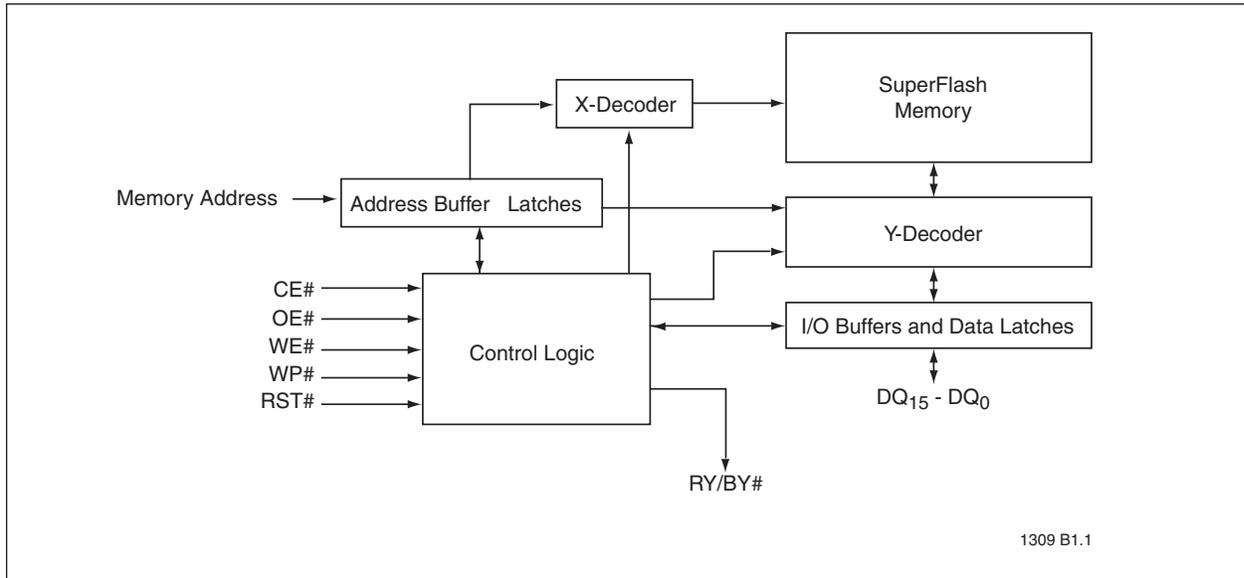 SuperFlash
Memory
X-Decoder
Memory Address
Address Buffer Latches
Y-Decoder
CE#
OE#
WE#
WP#
RST#
Control Logic
I/O Buffers and Data Latches
DQ15 - DQ0
RY/BY#
1309 B1.1